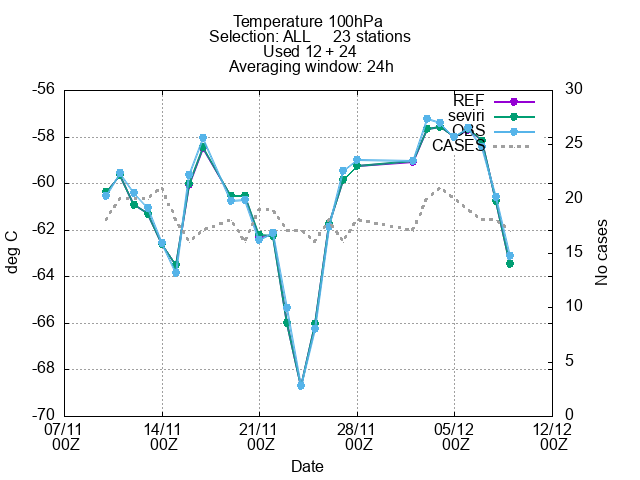 Temperature 100hPa
Selection: ALL 23 stations
Used 12 + 24
Averaging window: 24h
REF
seviri
OBS
CASES
-56
-58
-60
-62
-64
-66
-68
-70
deg C
30
25
20
15
10
5
0
No cases
07/11 14/11 21/11 28/11 05/12 12/12
00Z 00Z 00Z 00Z 00Z 00Z
Date